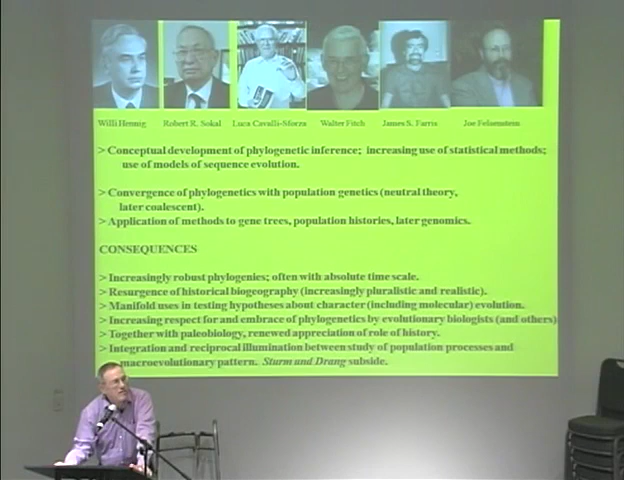 Willi Hennig Robert R. Sokal Luca Cavalli-Sforza Walter Fitch James S. Farris Joe Felsenstein
> Conceptual development of phylogenetic inference; increasing use of statistical methods;
use of models of sequence evolution.
> Convergence of phylogenetics with population genetics (neutral theory,
later coalescent).
> Application of methods to gene trees, population histories, later genomics.
CONSEQUENCES
> Increasingly robust phylogenies; often with absolute time scale.
> Resurgence of historical biogeography (increasingly pluralistic and realistic).
> Manifold uses in testing hypotheses about character (including molecular) evolution.
> Increasing respect for and embrace of phylogenetics by evolutionary biologists (and others)
> Together with paleobiology, renewed appreciation of role of history.
> Integration and reciprocal illumination between study of population processes and
macroevolutionary pattern. Sturm und Drang subside.